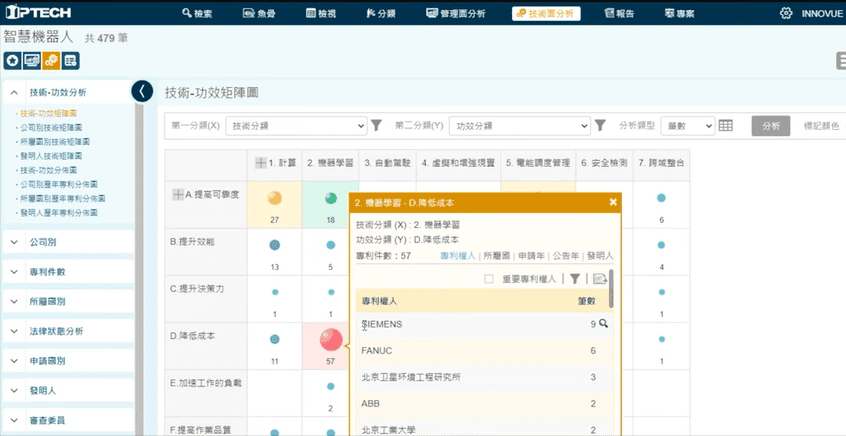 IPTECH 檢索 魚骨 檢視 分類 管理面分析 技術面分析 報告 專案 INNOVUE
智慧機器人 共 479 筆
技術-功效分析
技術-功效矩陣圖
公司別技術矩陣圖
所屬國別技術矩陣圖
發明人技術矩陣圖
技術-功效分佈圖
公司別歷年專利分佈圖
所屬國別歷年專利分佈圖
發明人歷年專利分佈圖
公司別
專利件數
所屬國別
法律狀態分析
申請國別
發明人
審查委員
技術-功效矩陣圖
第一分類(X) 技術分類 第二分類(Y) 功效分類 分析類型 筆數 分析 標記顏色
1. 計算 2. 機器學習 3. 自動駕駛 4. 虛擬和增強現實 5. 電能調度管理 6. 安全檢測 7. 跨域整合
A.提高可靠度 27 18 6
B.提升效能 13 5 4
C.提升決策力 1 1 1
D.降低成本 11 57 1
E.加速工作的負載 2
F.提高作業品質
2. 機器學習 - D.降低成本
技術分類 (X) : 2. 機器學習
功效分類 (Y) : D.降低成本
專利件數 : 57 專利權人 | 所屬國 | 申請年 | 公告年 | 發明人
重要專利權人
專利權人 筆數
SIEMENS 9
FANUC 6
北京卫星环境工程研究所 3
ABB 2
北京工業大學 2